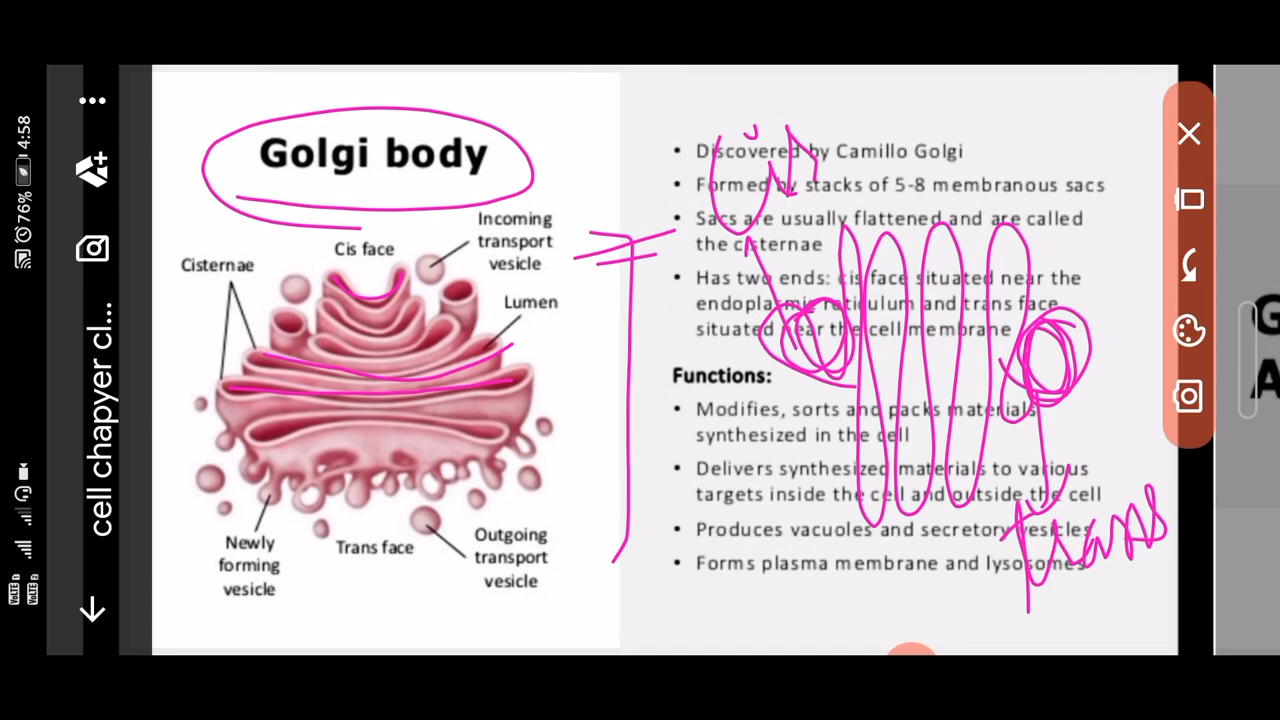 4:58
76%
cell chapyer cl...
Golgi body
Cis face
Incoming
transport
vesicle
Cisternae
Lumen
Newly
forming
vesicle
Trans face
Outgoing
transport
vesicle
• Discovered by Camillo Golgi
• Formed by stacks of 5-8 membranous sacs
• Sacs are usually flattened and are called
the cisternae
• Has two ends: cis face situated near the
endoplasmic reticulum and trans face
situated near the cell membrane
Functions:
• Modifies, sorts and packs materials
synthesized in the cell
• Delivers synthesized materials to various
targets inside the cell and outside the cell
• Produces vacuoles and secretory vesicles
• Forms plasma membrane and lysosomes
Cis
trans
G
A